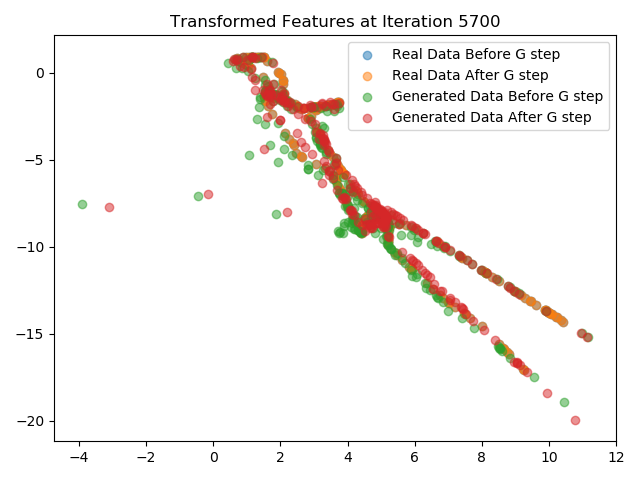 Transformed Features at Iteration 5700
Real Data Before G step
Real Data After G step
Generated Data Before G step
Generated Data After G step
0
−5
−10
−15
−20
−4 −2 0 2 4 6 8 10 12